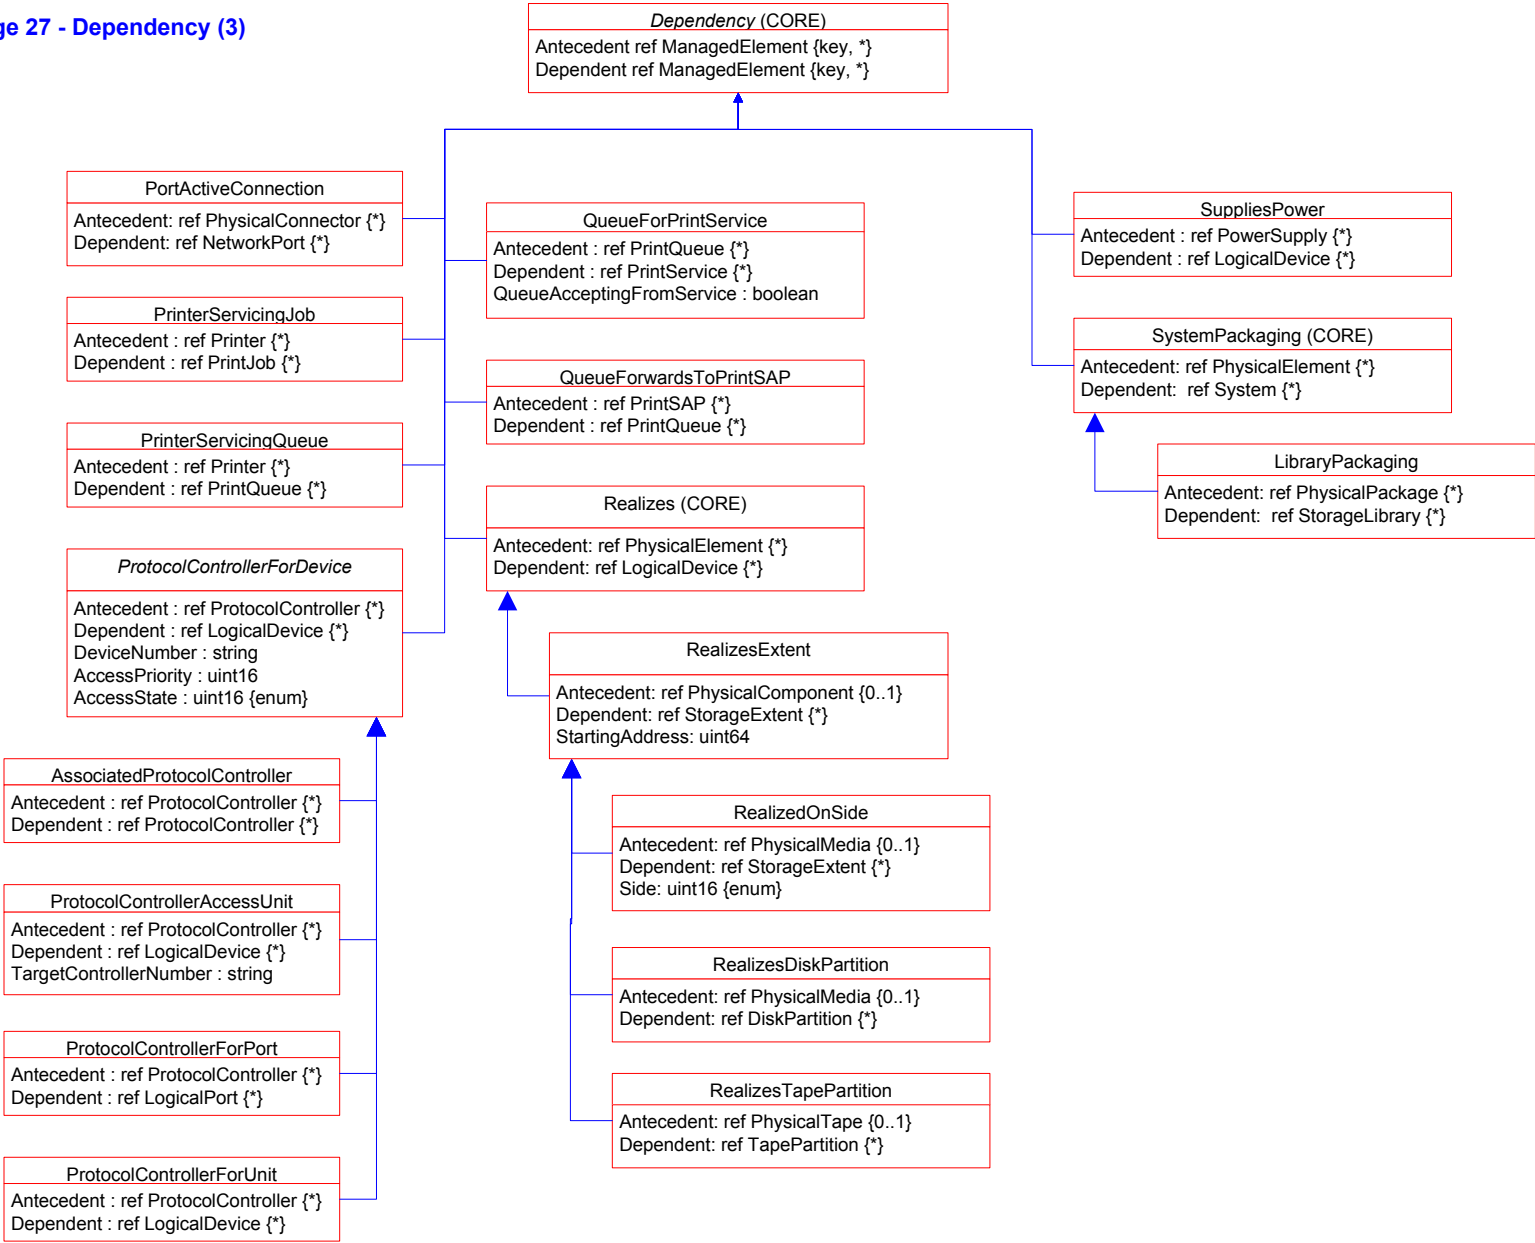 ge 27 - Dependency (3)
Dependency (CORE)
Antecedent ref ManagedElement {key, *}
Dependent ref ManagedElement {key, *}
PortActiveConnection
Antecedent: ref PhysicalConnector {*}
Dependent: ref NetworkPort {*}
PrinterServicingJob
Antecedent : ref Printer {*}
Dependent : ref PrintJob {*}
PrinterServicingQueue
Antecedent : ref Printer {*}
Dependent : ref PrintQueue {*}
ProtocolControllerForDevice
Antecedent : ref ProtocolController {*}
Dependent : ref LogicalDevice {*}
DeviceNumber : string
AccessPriority : uint16
AccessState : uint16 {enum}
AssociatedProtocolController
Antecedent : ref ProtocolController {*}
Dependent : ref ProtocolController {*}
ProtocolControllerAccessUnit
Antecedent : ref ProtocolController {*}
Dependent : ref LogicalDevice {*}
TargetControllerNumber : string
ProtocolControllerForPort
Antecedent : ref ProtocolController {*}
Dependent : ref LogicalPort {*}
ProtocolControllerForUnit
Antecedent : ref ProtocolController {*}
Dependent : ref LogicalDevice {*}
QueueForPrintService
Antecedent : ref PrintQueue {*}
Dependent : ref PrintService {*}
QueueAcceptingFromService : boolean
QueueForwardsToPrintSAP
Antecedent : ref PrintSAP {*}
Dependent : ref PrintQueue {*}
Realizes (CORE)
Antecedent: ref PhysicalElement {*}
Dependent: ref LogicalDevice {*}
RealizesExtent
Antecedent: ref PhysicalComponent {0..1}
Dependent: ref StorageExtent {*}
StartingAddress: uint64
RealizedOnSide
Antecedent: ref PhysicalMedia {0..1}
Dependent: ref StorageExtent {*}
Side: uint16 {enum}
RealizesDiskPartition
Antecedent: ref PhysicalMedia {0..1}
Dependent: ref DiskPartition {*}
RealizesTapePartition
Antecedent: ref PhysicalTape {0..1}
Dependent: ref TapePartition {*}
SuppliesPower
Antecedent : ref PowerSupply {*}
Dependent : ref LogicalDevice {*}
SystemPackaging (CORE)
Antecedent: ref PhysicalElement {*}
Dependent:  ref System {*}
LibraryPackaging
Antecedent: ref PhysicalPackage {*}
Dependent:  ref StorageLibrary {*}